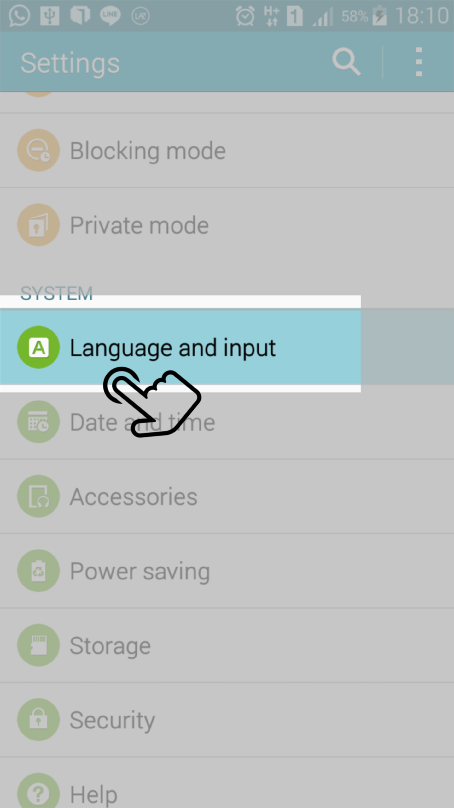 LINE H+ 1 58% 18:10
Settings
Blocking mode
Private mode
SYSTEM
A Language and input
Date and time
Accessories
Power saving
Storage
Security
? Help